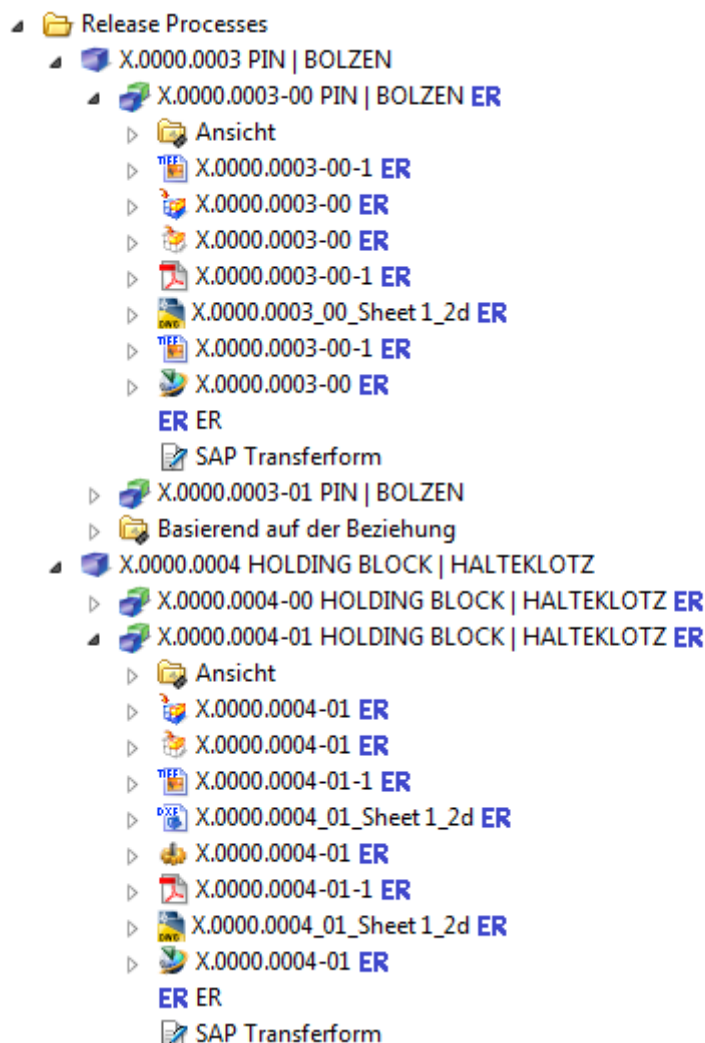 Release Processes
X.0000.0003 PIN | BOLZEN
X.0000.0003-00 PIN | BOLZEN ER
Ansicht
TIFF X.0000.0003-00-1 ER
X.0000.0003-00 ER
X.0000.0003-00 ER
X.0000.0003-00-1 ER
DWG X.0000.0003_00_Sheet 1_2d ER
TIFF X.0000.0003-00-1 ER
X.0000.0003-00 ER
ER ER
SAP Transferform
X.0000.0003-01 PIN | BOLZEN
Basierend auf der Beziehung
X.0000.0004 HOLDING BLOCK | HALTEKLOTZ
X.0000.0004-00 HOLDING BLOCK | HALTEKLOTZ ER
X.0000.0004-01 HOLDING BLOCK | HALTEKLOTZ ER
Ansicht
X.0000.0004-01 ER
X.0000.0004-01 ER
TIFF X.0000.0004-01-1 ER
DXF X.0000.0004_01_Sheet 1_2d ER
X.0000.0004-01 ER
X.0000.0004-01-1 ER
DWG X.0000.0004_01_Sheet 1_2d ER
X.0000.0004-01 ER
ER ER
SAP Transferform